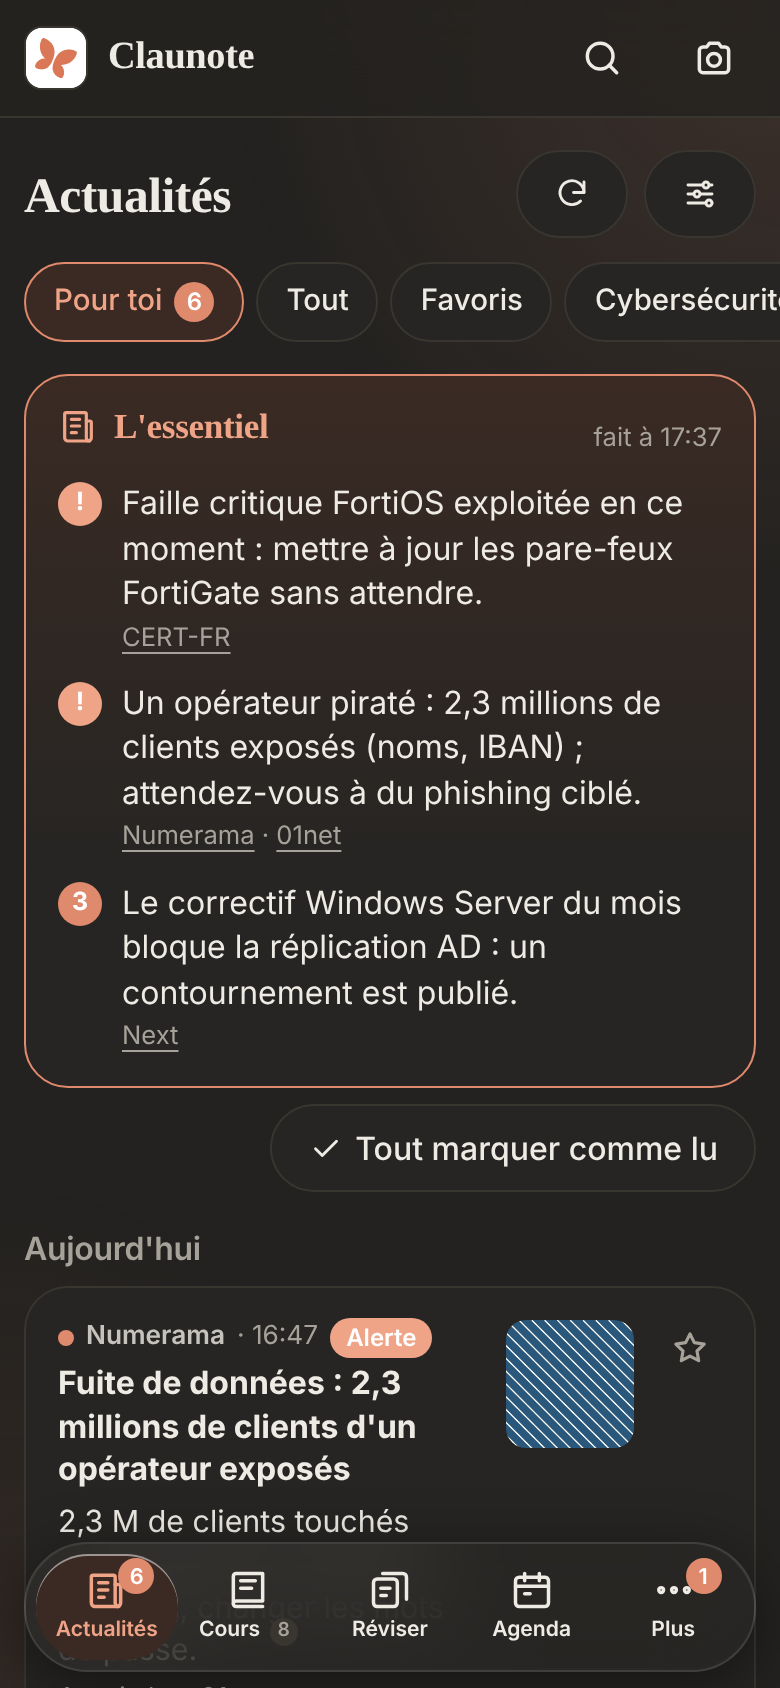 Claunote
Actualités
Pour toi 6
Tout
Favoris
Cybersécurit
L'essentiel
fait à 17:37
! Faille critique FortiOS exploitée en ce
moment : mettre à jour les pare-feux
FortiGate sans attendre.
CERT-FR
! Un opérateur piraté : 2,3 millions de
clients exposés (noms, IBAN) ;
attendez-vous à du phishing ciblé.
Numerama · 01net
3 Le correctif Windows Server du mois
bloque la réplication AD : un
contournement est publié.
Next
Tout marquer comme lu
Aujourd'hui
Numerama · 16:47 Alerte
Fuite de données : 2,3
millions de clients d'un
opérateur exposés
2,3 M de clients touchés
changer les mots
6
Actualités
Cours 8
Réviser
Agenda
1
Plus